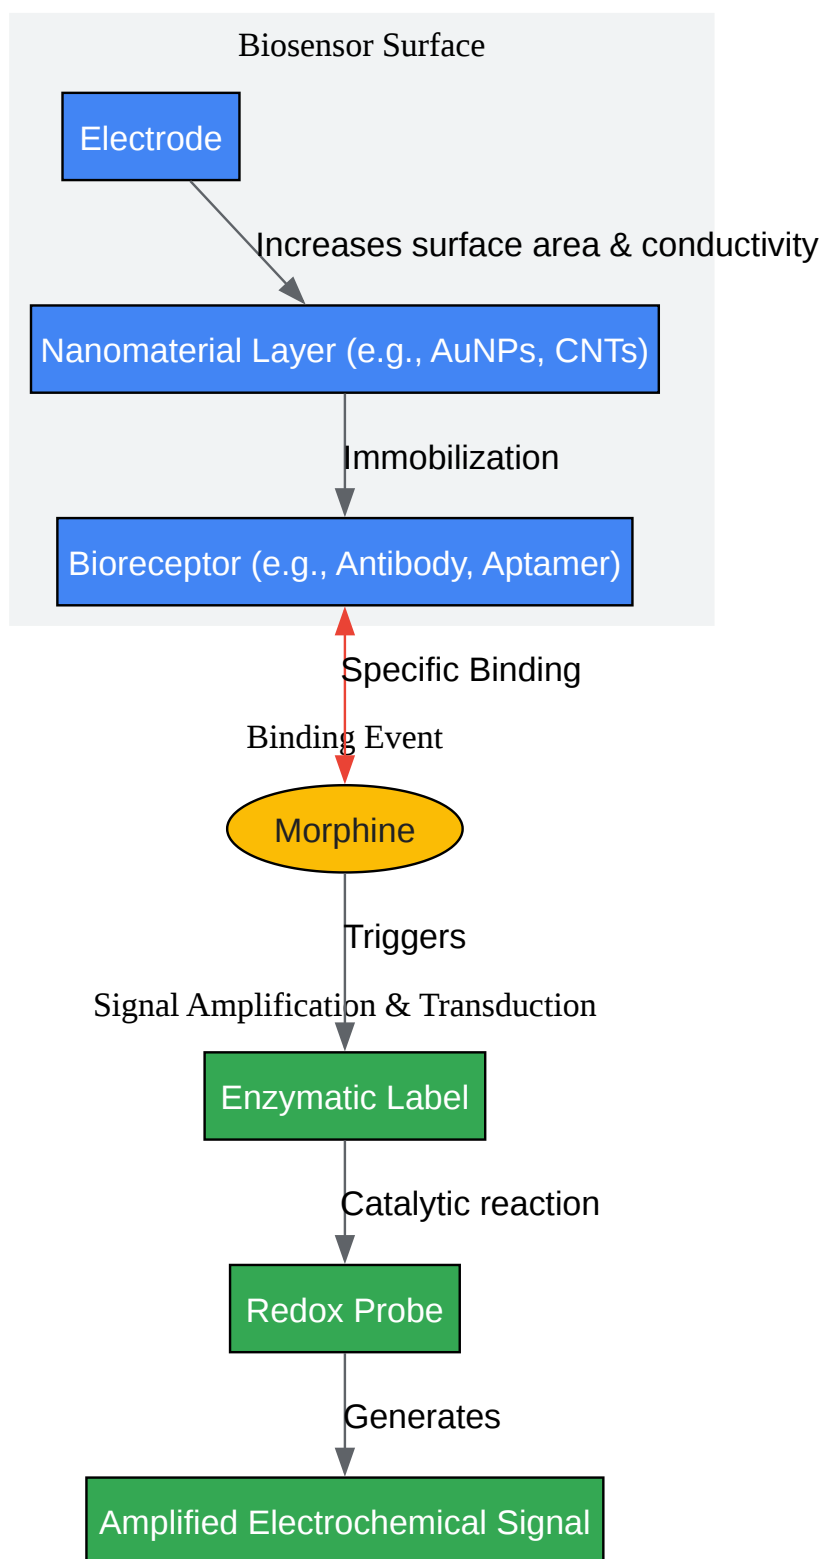 Biosensor Surface
Electrode
Increases surface area & conductivity
Nanomaterial Layer (e.g., AuNPs, CNTs)
Immobilization
Bioreceptor (e.g., Antibody, Aptamer)
Specific Binding
Binding Event
Morphine
Triggers
Signal Amplification & Transduction
Enzymatic Label
Catalytic reaction
Redox Probe
Generates
Amplified Electrochemical Signal